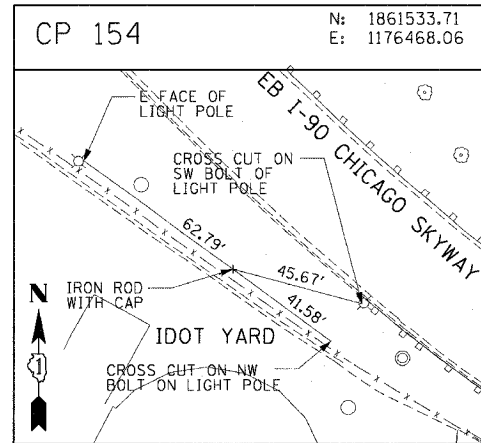 CP 154
N: 1861533.71
E: 1176468.06
E FACE OF
LIGHT POLE
EB I-90 CHICAGO SKYWAY
CROSS CUT ON
SW BOLT OF
LIGHT POLE
62.79'
45.67'
41.58'
IRON ROD
WITH CAP
N
1
IDOT YARD
CROSS CUT ON NW
BOLT ON LIGHT POLE